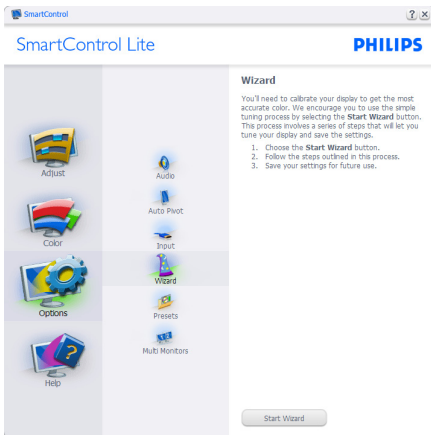 SmartControl
? ×
SmartControl Lite
PHILIPS
Adjust
Color
Options
Help
Audio
Auto Pivot
Input
Wizard
Presets
Multi Monitors
Wizard
You'll need to calibrate your display to get the most
accurate color. We encourage you to use the simple
tuning process by selecting the Start Wizard button.
This process involves a series of steps that will let you
tune your display and save the settings.
1. Choose the Start Wizard button.
2. Follow the steps outlined in this process.
3. Save your settings for future use.
Start Wizard